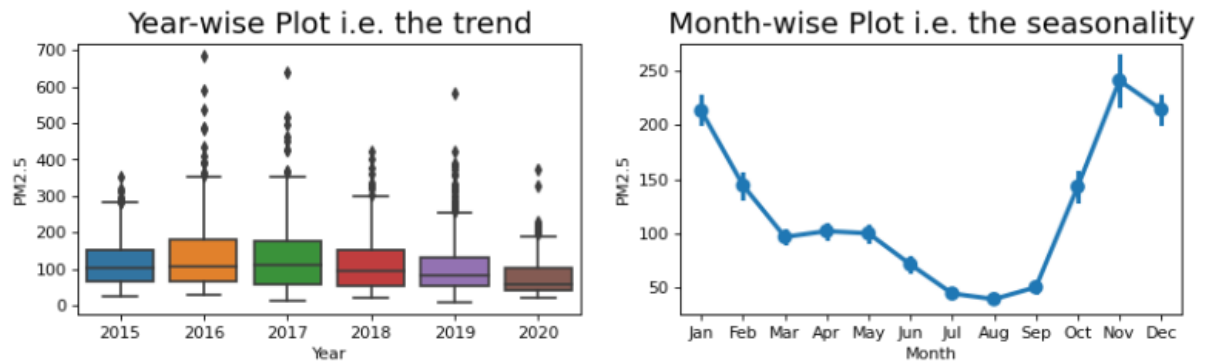 Year-wise Plot i.e. the trend
700
600
500
400
300
200
100
0
PM2.5
2015 2016 2017 2018 2019 2020
Year
Month-wise Plot i.e. the seasonality
250
200
150
100
50
PM2.5
Jan Feb Mar Apr May Jun Jul Aug Sep Oct Nov Dec
Month